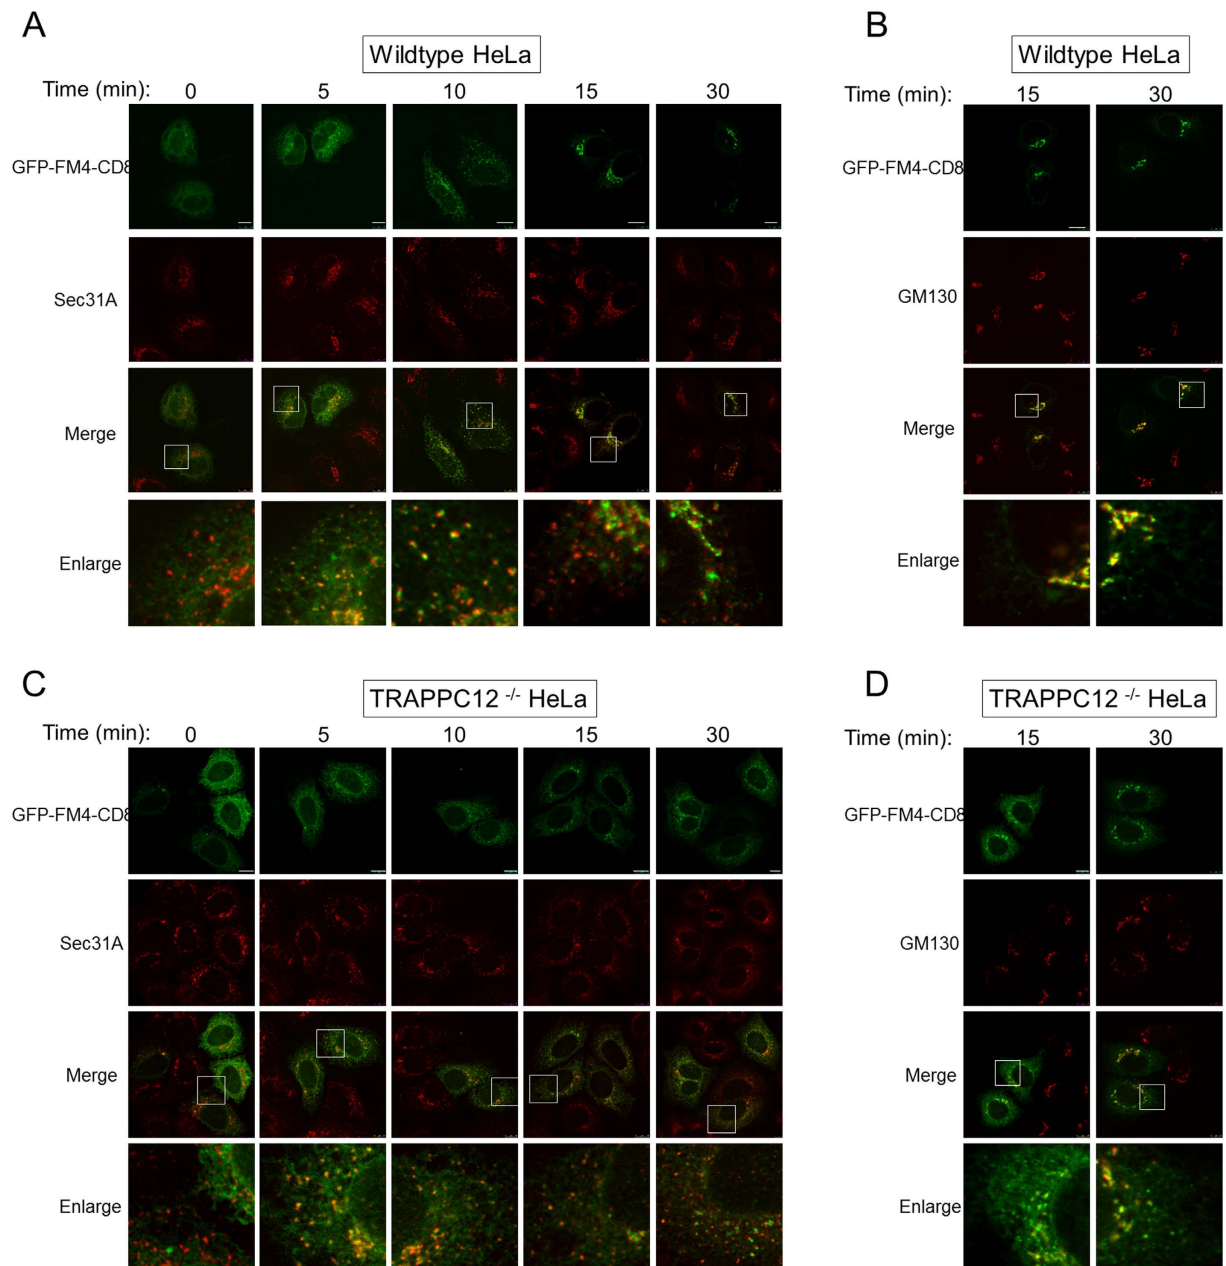 A
Wildtype HeLa
Time (min): 0 5 10 15 30
GFP-FM4-CD8
Sec31A
Merge
Enlarge
B
Wildtype HeLa
Time (min): 15 30
GFP-FM4-CD8
GM130
Merge
Enlarge
C
TRAPPC12 -/- HeLa
Time (min): 0 5 10 15 30
GFP-FM4-CD8
Sec31A
Merge
Enlarge
D
TRAPPC12 -/- HeLa
Time (min): 15 30
GFP-FM4-CD8
GM130
Merge
Enlarge